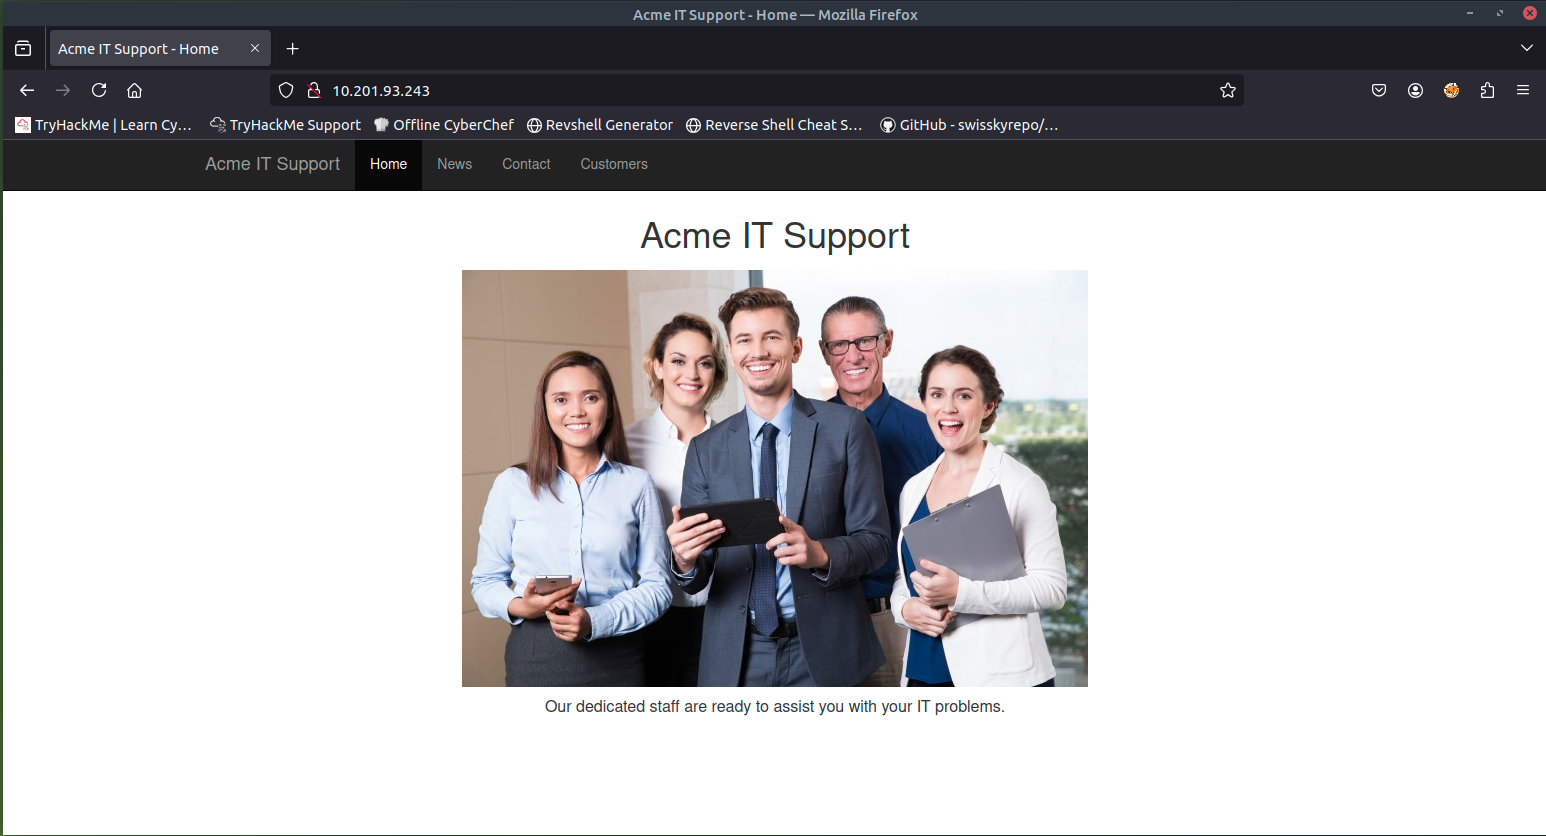 Acme IT Support - Home — Mozilla Firefox
Acme IT Support - Home
10.201.93.243
TryHackMe | Learn Cy… TryHackMe Support Offline CyberChef Revshell Generator Reverse Shell Cheat S… GitHub - swisskyrepo/…
Acme IT Support Home News Contact Customers
Acme IT Support
Our dedicated staff are ready to assist you with your IT problems.